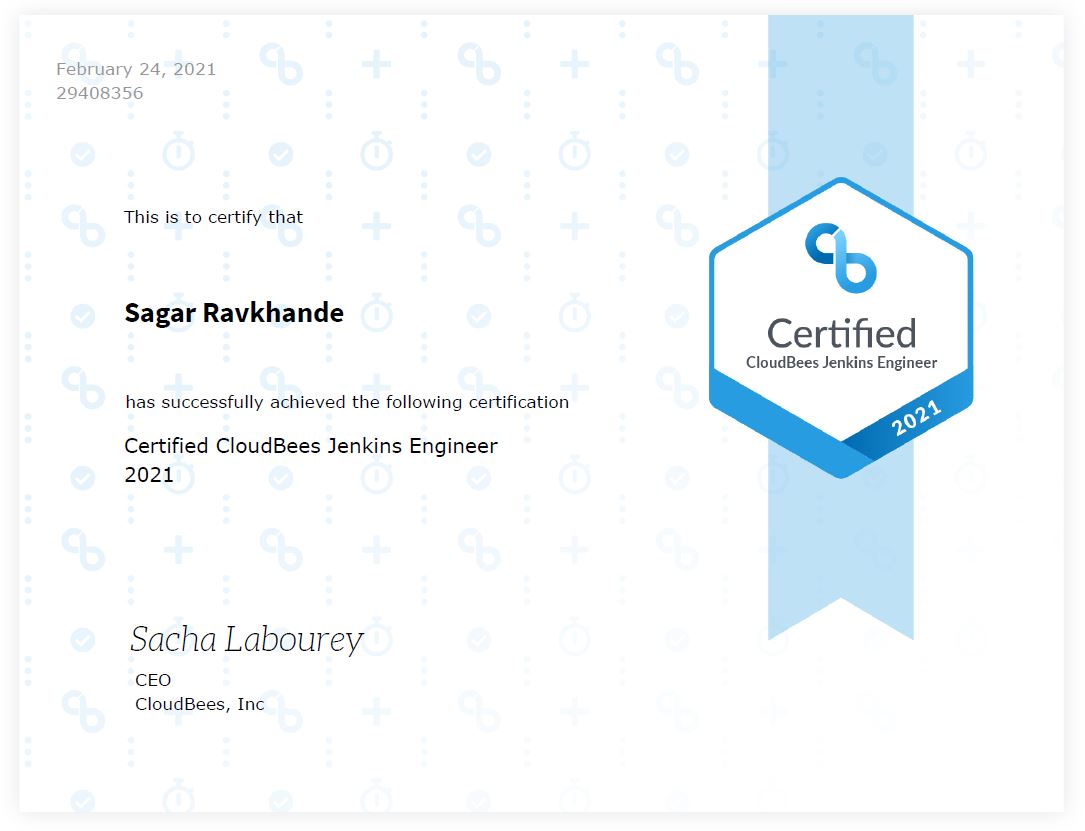 February 24, 2021
29408356
This is to certify that
Sagar Ravkhande
has successfully achieved the following certification
Certified CloudBees Jenkins Engineer
2021
Sacha Labourey
CEO
CloudBees, Inc
Certified
CloudBees Jenkins Engineer
2021